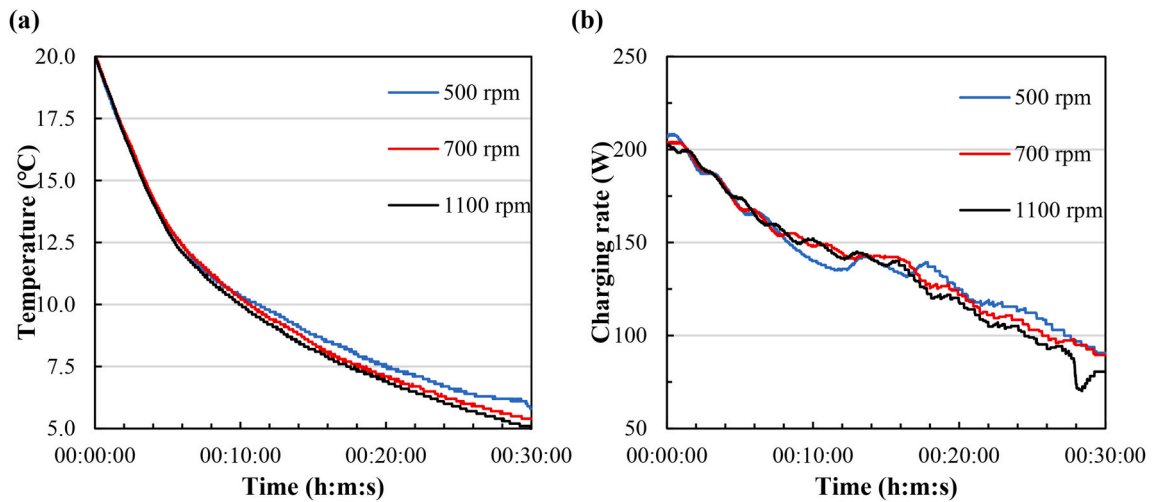 (a)
20.0
17.5
15.0
12.5
10.0
7.5
5.0
Temperature (°C)
500 rpm
700 rpm
1100 rpm
00:00:00 00:10:00 00:20:00 00:30:00
Time (h:m:s)
(b)
250
200
150
100
50
Charging rate (W)
500 rpm
700 rpm
1100 rpm
00:00:00 00:10:00 00:20:00 00:30:00
Time (h:m:s)